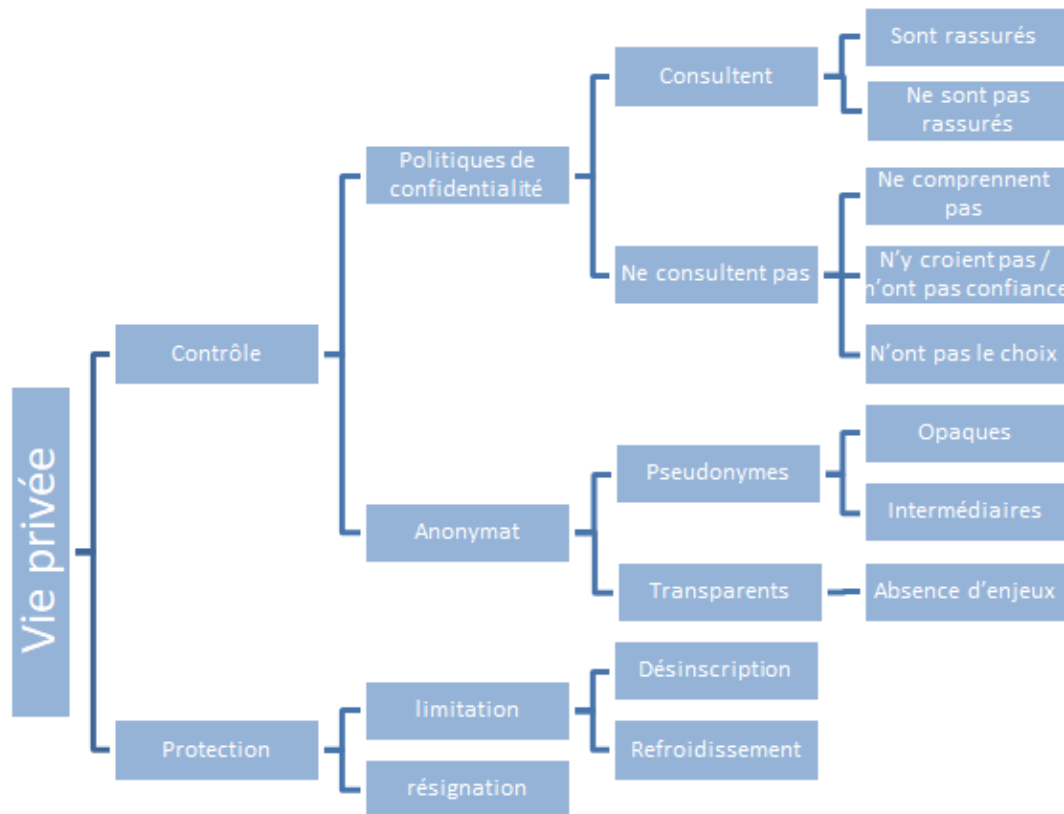 Vie privée
Contrôle
Politiques de
confidentialité
Consultent
Sont rassurés
Ne sont pas
rassurés
Ne consultent pas
Ne comprennent
pas
N'y croient pas /
n'ont pas confiance
N'ont pas le choix
Anonymat
Pseudonymes
Opaques
Intermédiaires
Transparents
Absence d'enjeux
Protection
limitation
Désinscription
Refroidissement
résignation